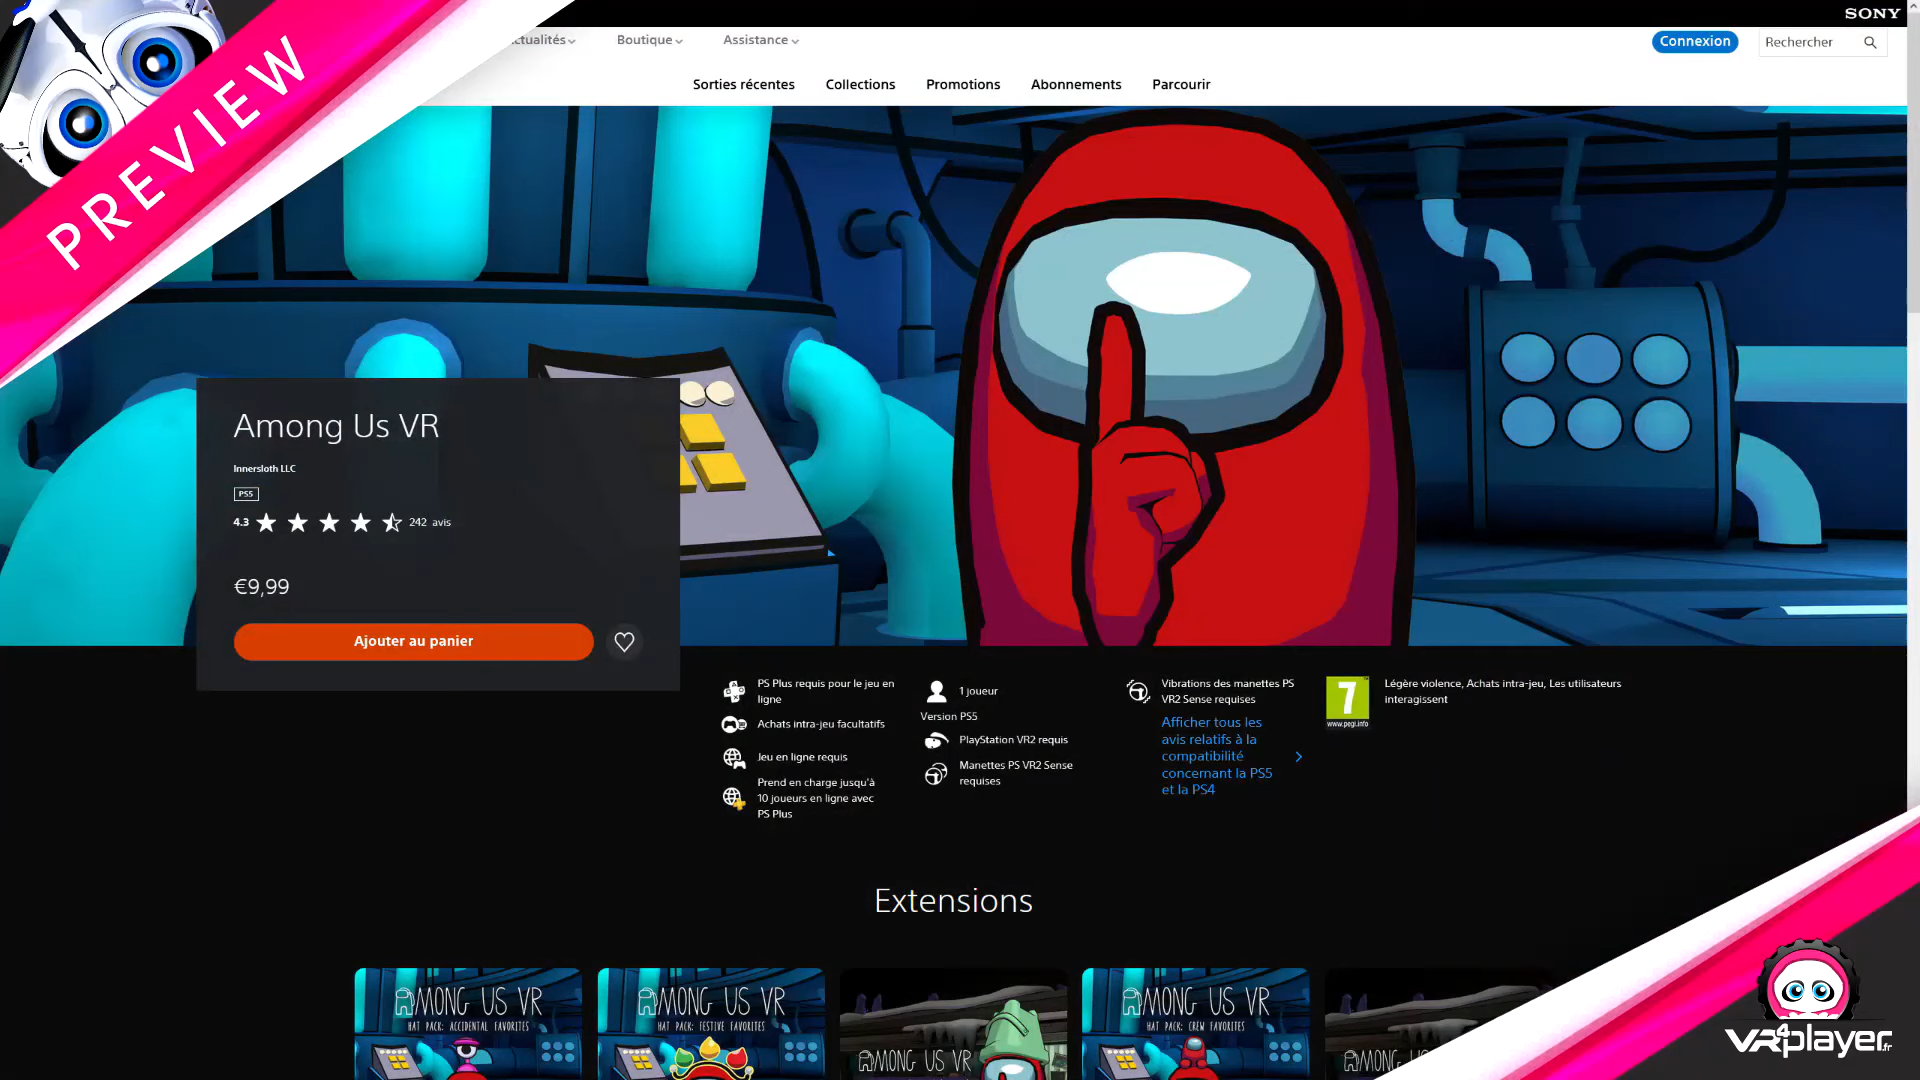 SONY
PREVIEW
Boutique
Assistance
Connexion
Rechercher
Sorties récentes
Collections
Promotions
Abonnements
Parcourir
Among Us VR
Innersloth LLC
PS5
4.3
242 avis
€9,99
Ajouter au panier
PS Plus requis pour le jeu en
ligne
Achats intra-jeu facultatifs
Jeu en ligne requis
Prend en charge jusqu'à
10 joueurs en ligne avec
PS Plus
1 joueur
Version PS5
PlayStation VR2 requis
Manettes PS VR2 Sense
requises
Vibrations des manettes PS
VR2 Sense requises
Afficher tous les
avis relatifs à la
compatibilité
concernant la PS5
et la PS4
7
www.pegi.info
Légère violence, Achats intra-jeu, Les utilisateurs
interagissent
Extensions
AMONG US VR
HAT PACK: ACCIDENTAL FAVORITES
AMONG US VR
HAT PACK: FESTIVE FAVORITES
AMONG US VR
AMONG US VR
HAT PACK: CREW FAVORITES
VR4player.fr